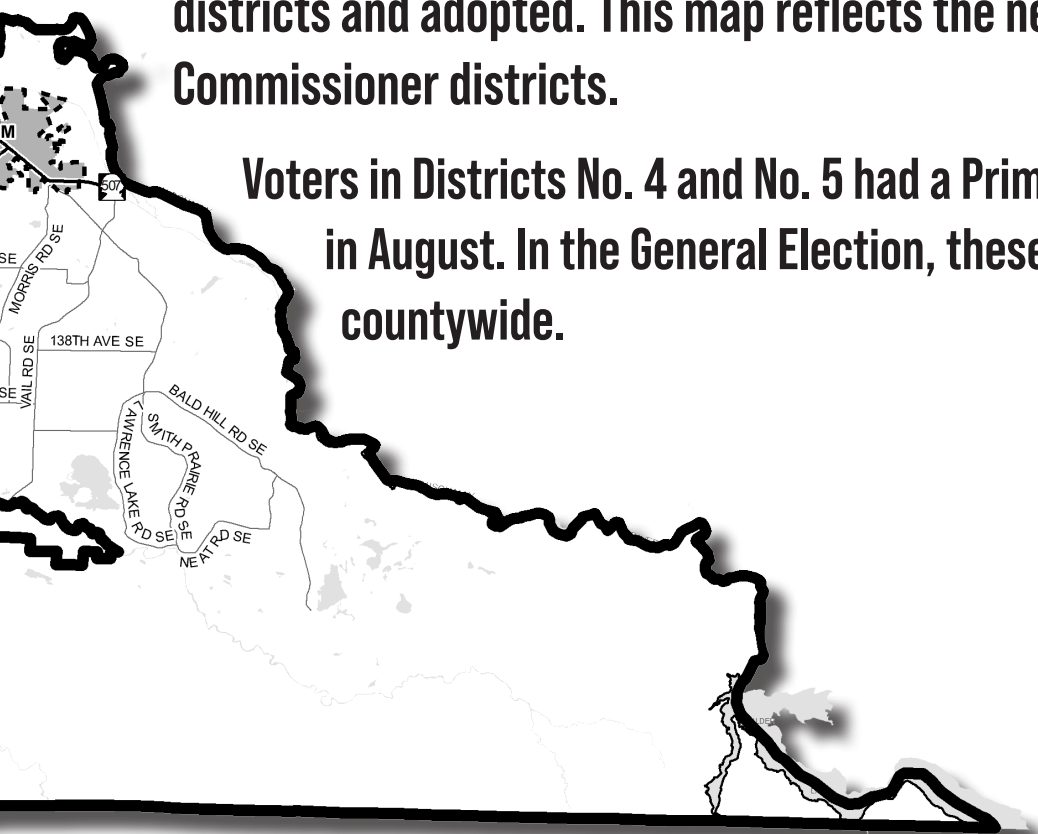 districts and adopted. This map reflects the ne
Commissioner districts.
Voters in Districts No. 4 and No. 5 had a Prim
in August. In the General Election, these
countywide.
M
507
SE
MORRIS RD SE
138TH AVE SE
VAIL RD SE
SE
BALD HILL RD SE
LAWRENCE LAKE RD SE
SMITH PRAIRIE RD SE
NEAT RD SE